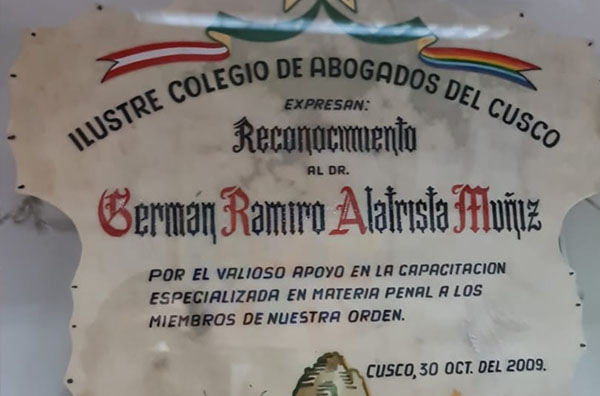 ILUSTRE COLEGIO DE ABOGADOS DEL CUSCO
EXPRESAN:
Reconocimiento
AL DR.
Germán Ramiro Alatrista Muñiz
POR EL VALIOSO APOYO EN LA CAPACITACION
ESPECIALIZADA EN MATERIA PENAL A LOS
MIEMBROS DE NUESTRA ORDEN.
CUSCO, 30 OCT. DEL 2009.